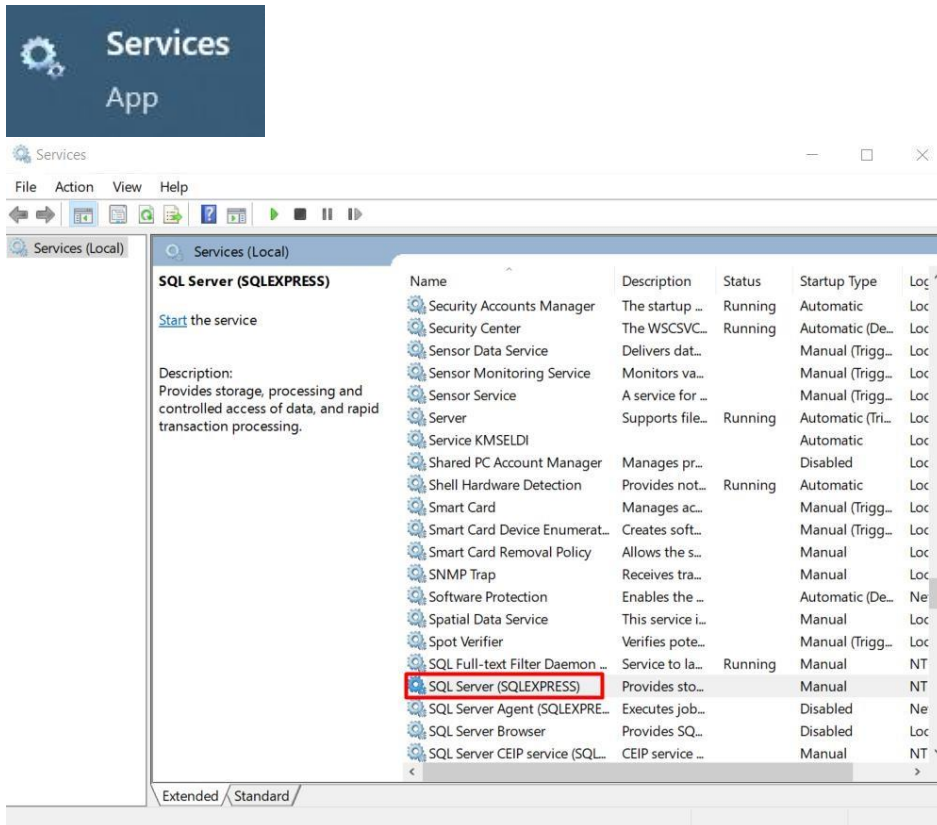 Services
App
Services
File Action View Help
Services (Local)
Services (Local)
SQL Server (SQLEXPRESS)
Start the service
Description:
Provides storage, processing and
controlled access of data, and rapid
transaction processing.
Name Description Status Startup Type Log
Security Accounts Manager The startup ... Running Automatic Loc
Security Center The WSCSVC... Running Automatic (De... Loc
Sensor Data Service Delivers dat... Manual (Trigg... Loc
Sensor Monitoring Service Monitors va... Manual (Trigg... Loc
Sensor Service A service for ... Manual (Trigg... Loc
Server Supports file... Running Automatic (Tri... Loc
Service KMSELDI Automatic Loc
Shared PC Account Manager Manages pr... Disabled Loc
Shell Hardware Detection Provides not... Running Automatic Loc
Smart Card Manages ac... Manual (Trigg... Loc
Smart Card Device Enumerat... Creates soft... Manual (Trigg... Loc
Smart Card Removal Policy Allows the s... Manual Loc
SNMP Trap Receives tra... Manual Loc
Software Protection Enables the ... Automatic (De... Ne
Spatial Data Service This service i... Manual Loc
Spot Verifier Verifies pote... Manual (Trigg... Loc
SQL Full-text Filter Daemon ... Service to la... Running Manual NT
SQL Server (SQLEXPRESS) Provides sto... Manual NT
SQL Server Agent (SQLEXPRE... Executes job... Disabled Ne
SQL Server Browser Provides SQ... Disabled Loc
SQL Server CEIP service (SQL... CEIP service ... Manual NT
Extended Standard